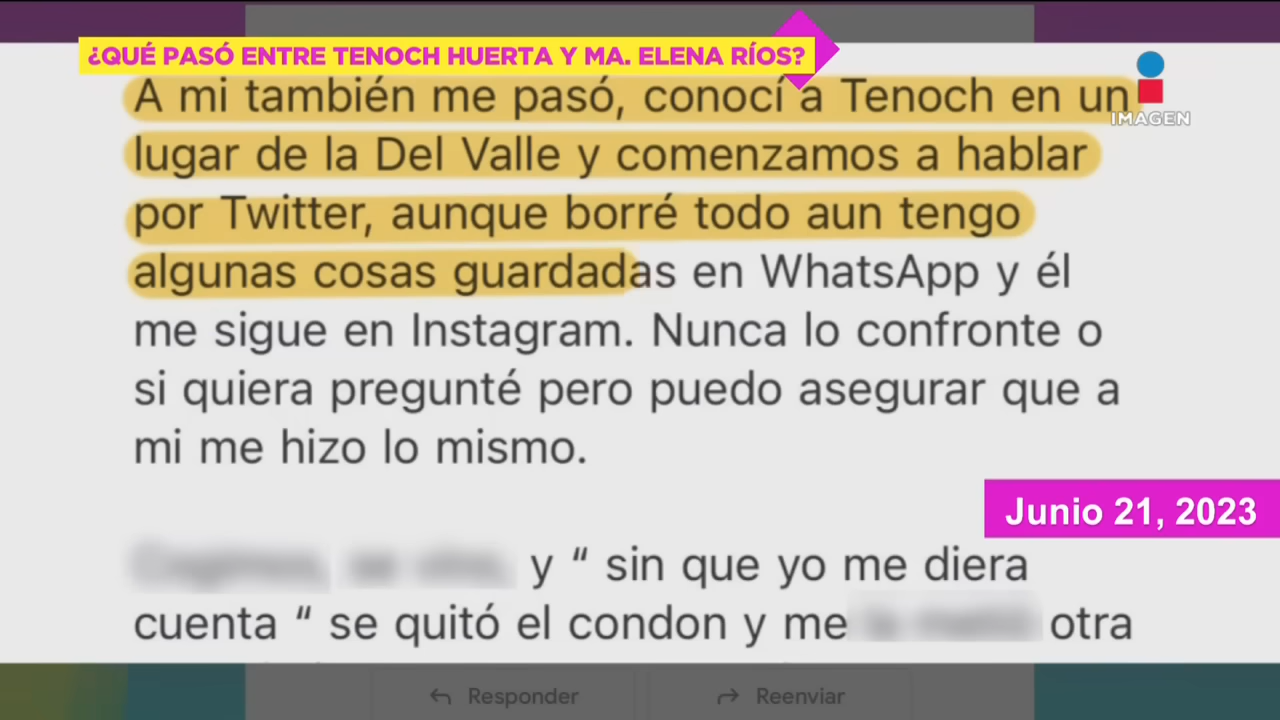 ¿QUÉ PASÓ ENTRE TENOCH HUERTA Y MA. ELENA RÍOS?
A mi también me pasó, conocí a Tenoch en un
IMAGEN
lugar de la Del Valle y comenzamos a hablar
por Twitter, aunque borré todo aun tengo
algunas cosas guardadas en WhatsApp y él
me sigue en Instagram. Nunca lo confronte o
si quiera pregunté pero puedo asegurar que a
mi me hizo lo mismo.
Junio 21, 2023
y “ sin que yo me diera
cuenta “ se quitó el condon y me otra
Responder
Reenviar